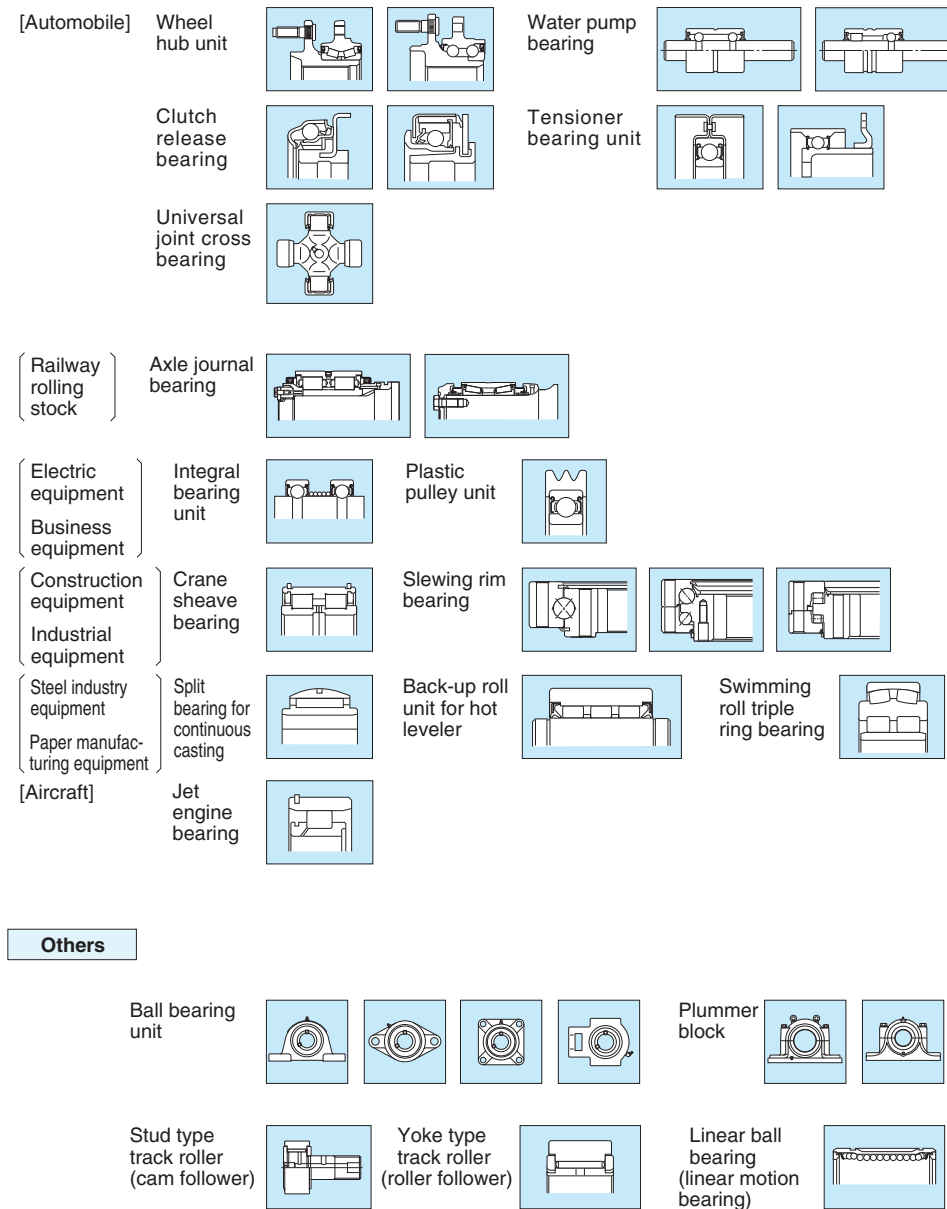 [Automobile]
Wheel
hub unit
Water pump
bearing
Clutch
release
bearing
Tensioner
bearing unit
Universal
joint cross
bearing
Railway
rolling
stock
Axle journal
bearing
Electric
equipment
Business
equipment
Integral
bearing
unit
Plastic
pulley unit
Construction
equipment
Industrial
equipment
Crane
sheave
bearing
Slewing rim
bearing
Steel industry
equipment
Paper manufac-
turing equipment
Split
bearing for
continuous
casting
Back-up roll
unit for hot
leveler
Swimming
roll triple
ring bearing
[Aircraft]
Jet
engine
bearing
Others
Ball bearing
unit
Plummer
block
Stud type
track roller
(cam follower)
Yoke type
track roller
(roller follower)
Linear ball
bearing
(linear motion
bearing)